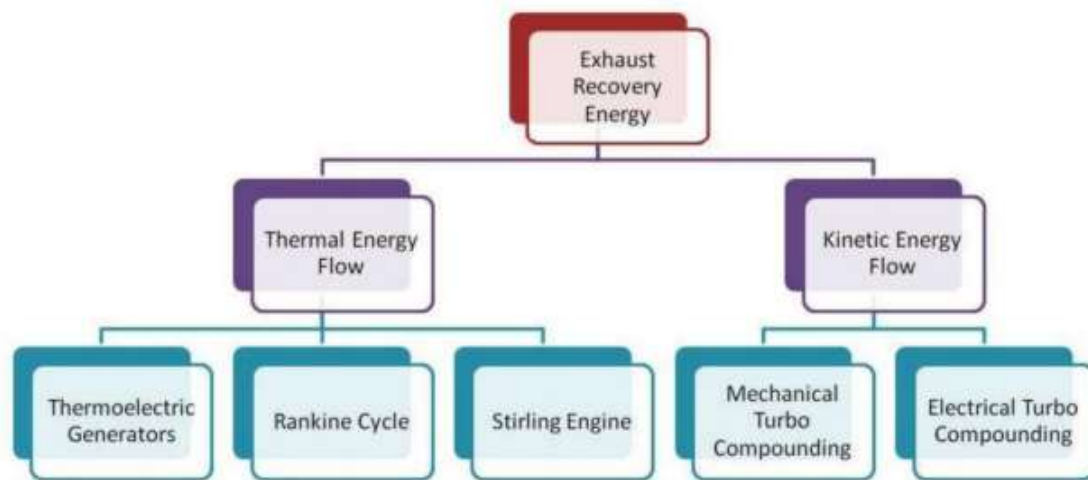 Exhaust
Recovery
Energy
Thermal Energy
Flow
Kinetic Energy
Flow
Thermoelectric
Generators
Rankine Cycle
Stirling Engine
Mechanical
Turbo
Compounding
Electrical Turbo
Compounding